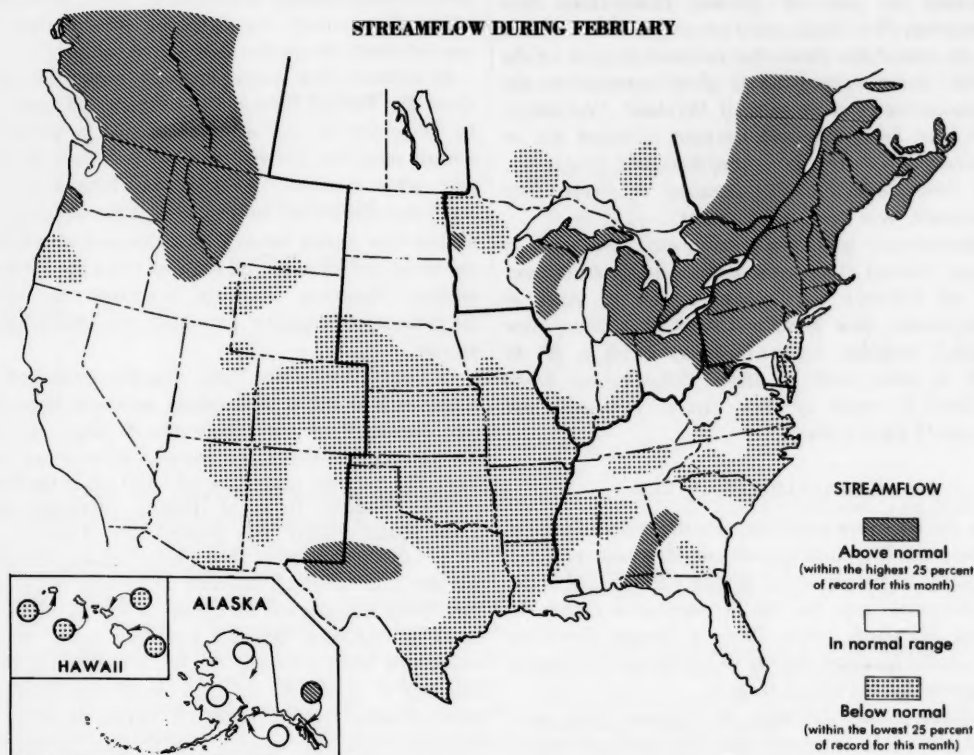 STREAMFLOW DURING FEBRUARY
STREAMFLOW
Above normal
(within the highest 25 percent
of record for this month)
In normal range
Below normal
(within the lowest 25 percent
of record for this month)
ALASKA
HAWAII